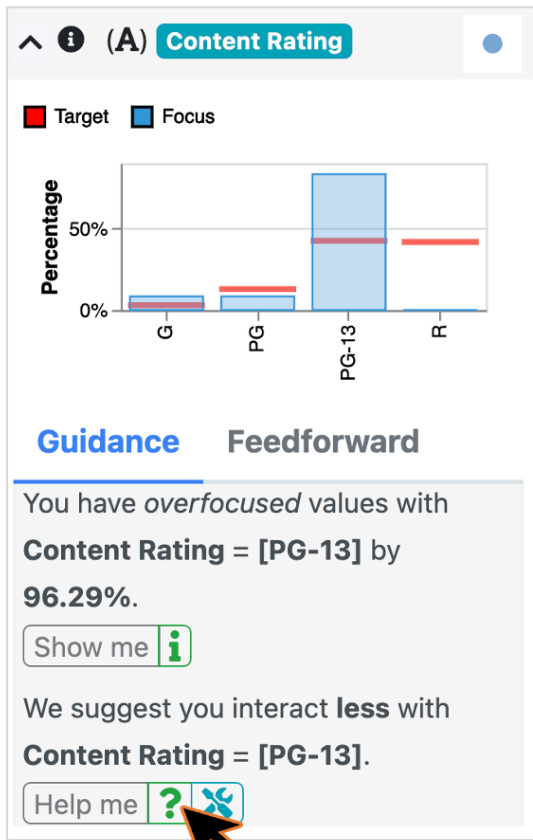 (A) Content Rating
Target Focus
Percentage
50%
0%
G
PG
PG-13
R
Guidance Feedforward
You have overfocused values with
Content Rating = [PG-13] by
96.29%.
Show me i
We suggest you interact less with
Content Rating = [PG-13].
Help me ?